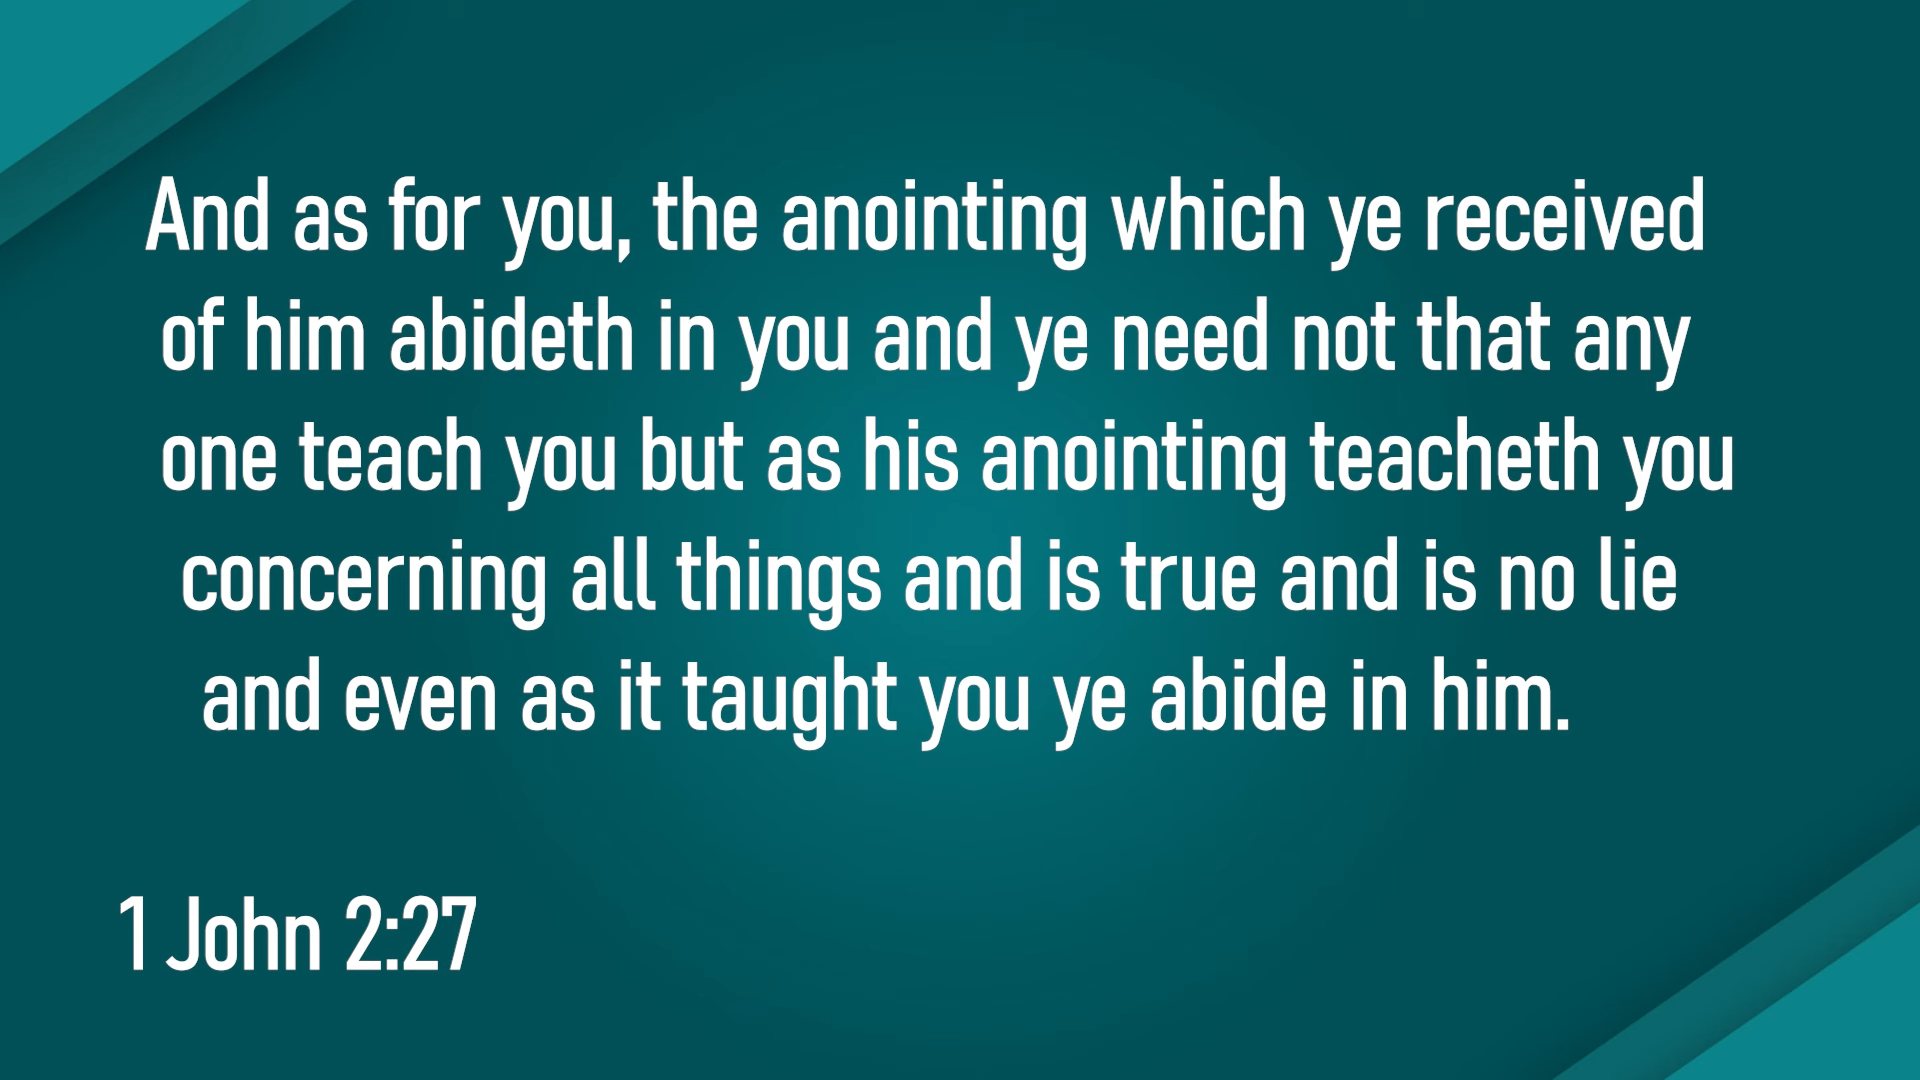 And as for you, the anointing which ye received
of him abideth in you and ye need not that any
one teach you but as his anointing teacheth you
concerning all things and is true and is no lie
and even as it taught you ye abide in him.
1 John 2:27